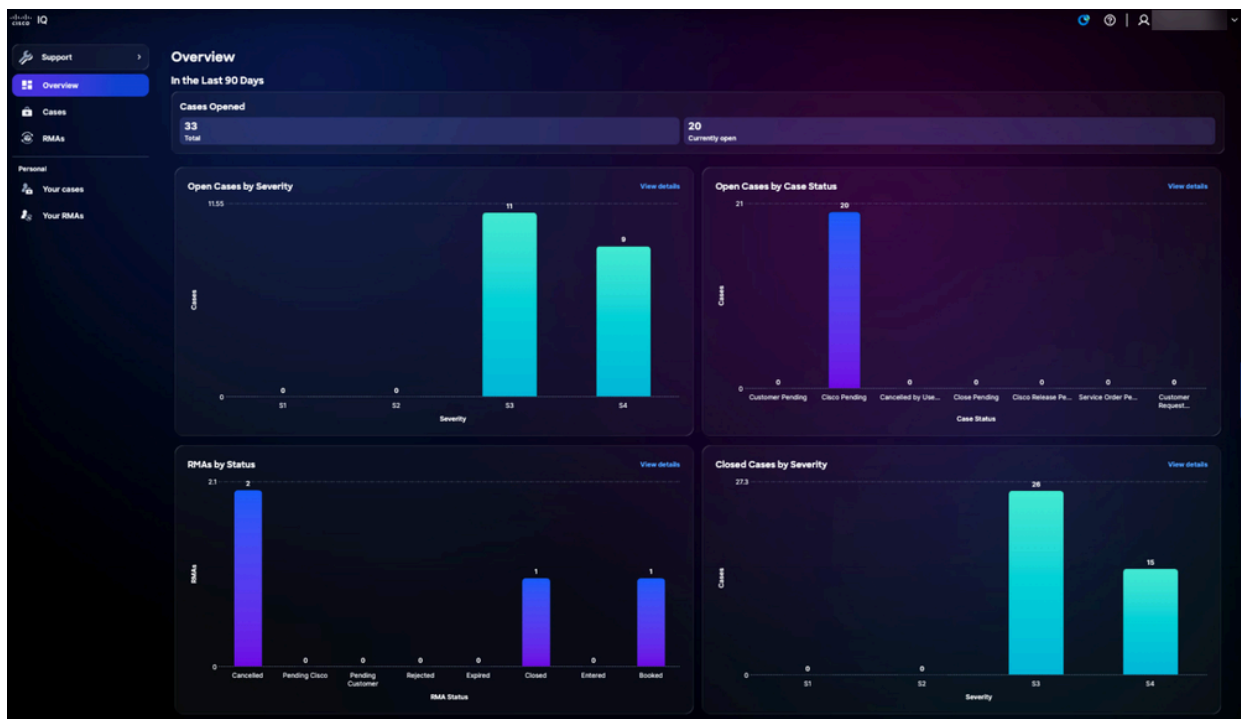 cisco IQ
Support
Overview
Cases
RMAs
Personal
Your cases
Your RMAs
Overview
In the Last 90 Days
Cases Opened
33
Total
20
Currently open
Open Cases by Severity
View details
11.55
11
9
Cases
0
0
0
S1
S2
S3
S4
Severity
Open Cases by Case Status
View details
21
20
Cases
0
0
0
0
0
0
0
Customer Pending
Cisco Pending
Cancelled by Use...
Close Pending
Cisco Release Pe...
Service Order Pe...
Customer
Request...
Case Status
RMAs by Status
View details
2.1
2
RMAs
1
1
0
0
0
0
0
0
Cancelled
Pending Cisco
Pending
Customer
Rejected
Expired
Closed
Entered
Booked
RMA Status
Closed Cases by Severity
View details
27.3
26
15
Cases
0
0
0
S1
S2
S3
S4
Severity